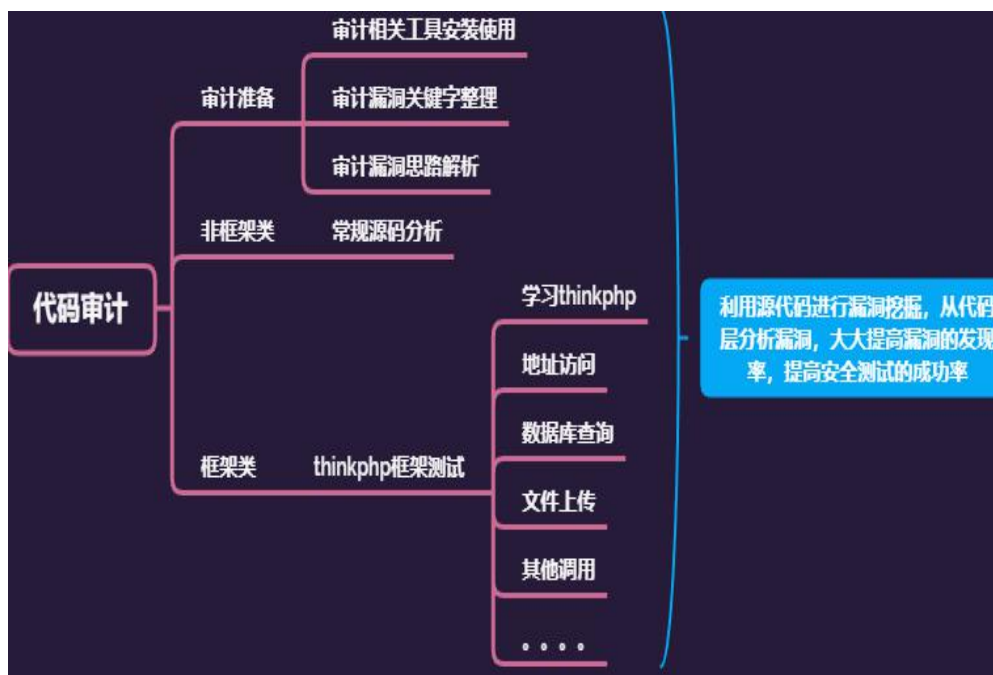 审计相关工具安装使用
审计准备
审计漏洞关键字整理
审计漏洞思路解析
非框架类
常规源码分析
代码审计
学习thinkphp
地址访问
数据库查询
框架类
thinkphp框架测试
文件上传
其他调用
。。。。
利用源代码进行漏洞挖掘，从代码
层分析漏洞，大大提高漏洞的发现
率，提高安全测试的成功率